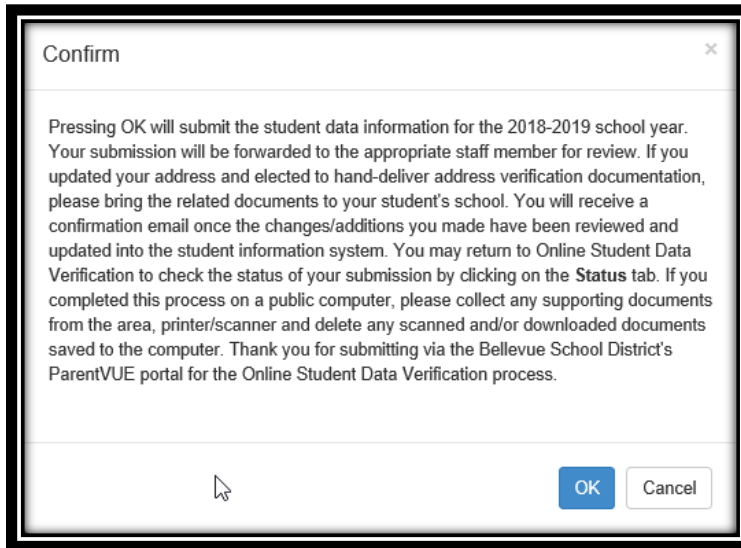 Confirm
×
Pressing OK will submit the student data information for the 2018-2019 school year.
Your submission will be forwarded to the appropriate staff member for review. If you
updated your address and elected to hand-deliver address verification documentation,
please bring the related documents to your student's school. You will receive a
confirmation email once the changes/additions you made have been reviewed and
updated into the student information system. You may return to Online Student Data
Verification to check the status of your submission by clicking on the Status tab. If you
completed this process on a public computer, please collect any supporting documents
from the area, printer/scanner and delete any scanned and/or downloaded documents
saved to the computer. Thank you for submitting via the Bellevue School District's
ParentVUE portal for the Online Student Data Verification process.
OK
Cancel